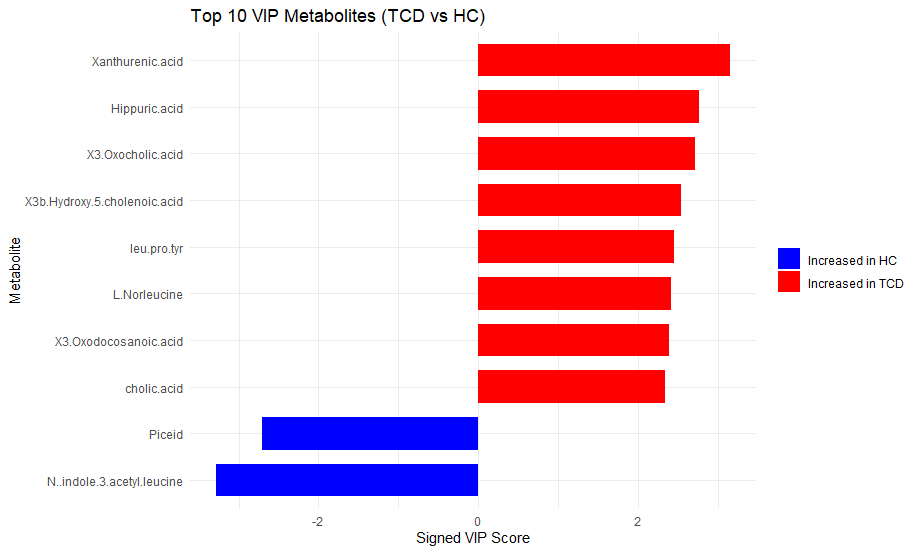 Top 10 VIP Metabolites (TCD vs HC)
Metabolite
Xanthurenic.acid
Hippuric.acid
X3.Oxocholic.acid
X3b.Hydroxy.5.cholenoic.acid
leu.pro.tyr
L.Norleucine
X3.Oxodocosanoic.acid
cholic.acid
Piceid
N..indole.3.acetyl.leucine
-2 0 2
Signed VIP Score
Increased in HC
Increased in TCD